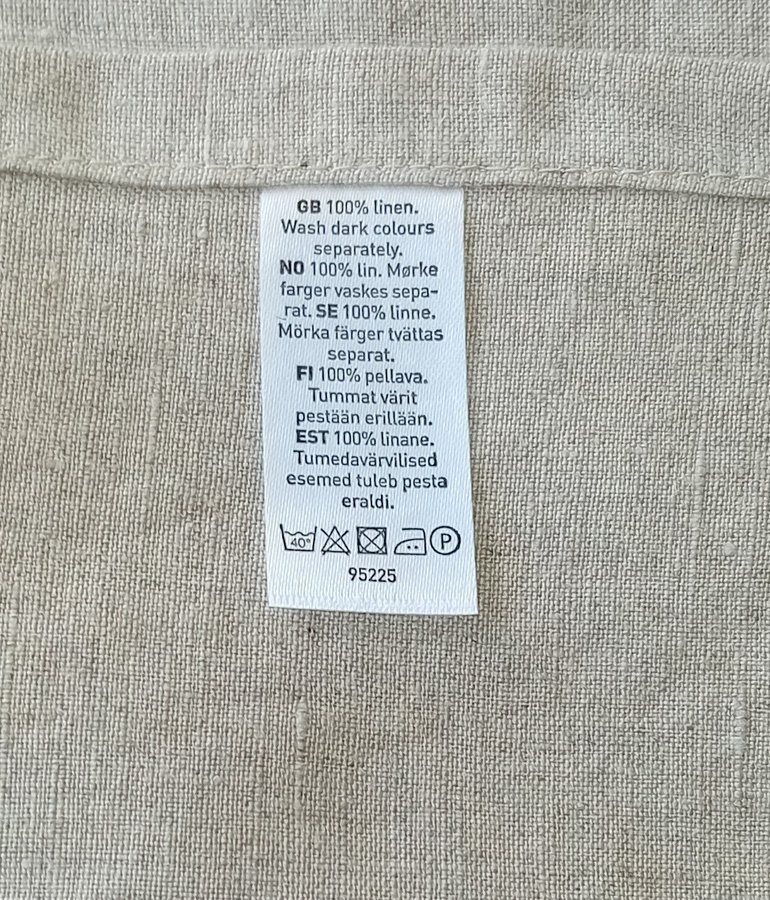 GB 100% linen.
Wash dark colours
separately.
NO 100% lin. Mørke
farger vaskes sepa-
rat. SE 100% linne.
Mörka färger tvättas
separat.
FI 100% pellava.
Tummat värit
pestään erillään.
EST 100% linane.
Tumedavärvilised
esemed tuleb pesta
eraldi.
40° P
95225